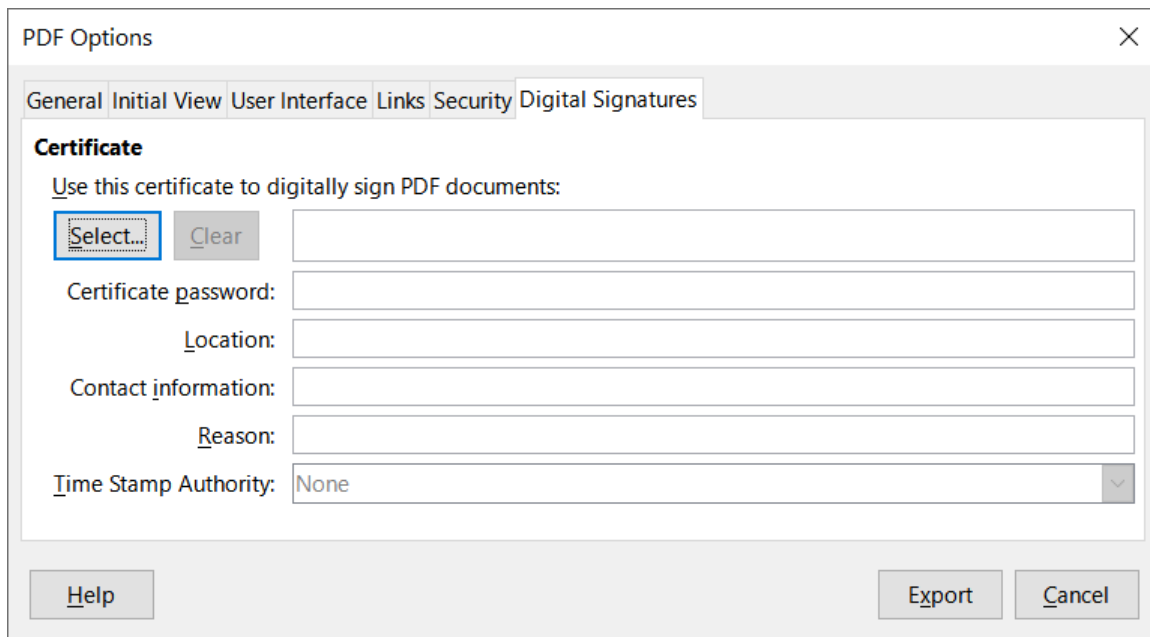 PDF Options
General Initial View User Interface Links Security Digital Signatures
Certificate
Use this certificate to digitally sign PDF documents:
Select... Clear
Certificate password:
Location:
Contact information:
Reason:
Time Stamp Authority: None
Help Export Cancel